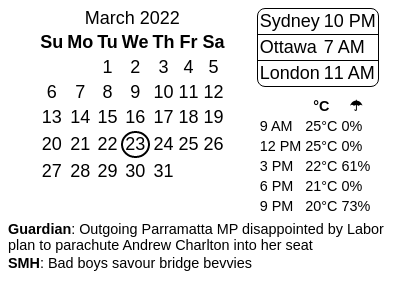 March 2022
Su Mo Tu We Th Fr Sa
1 2 3 4 5
6 7 8 9 10 11 12
13 14 15 16 17 18 19
20 21 22 23 24 25 26
27 28 29 30 31
Sydney 10 PM
Ottawa 7 AM
London 11 AM
°C ☂
9 AM 25°C 0%
12 PM 25°C 0%
3 PM 22°C 61%
6 PM 21°C 0%
9 PM 20°C 73%
Guardian: Outgoing Parramatta MP disappointed by Labor
plan to parachute Andrew Charlton into her seat
SMH: Bad boys savour bridge bevvies